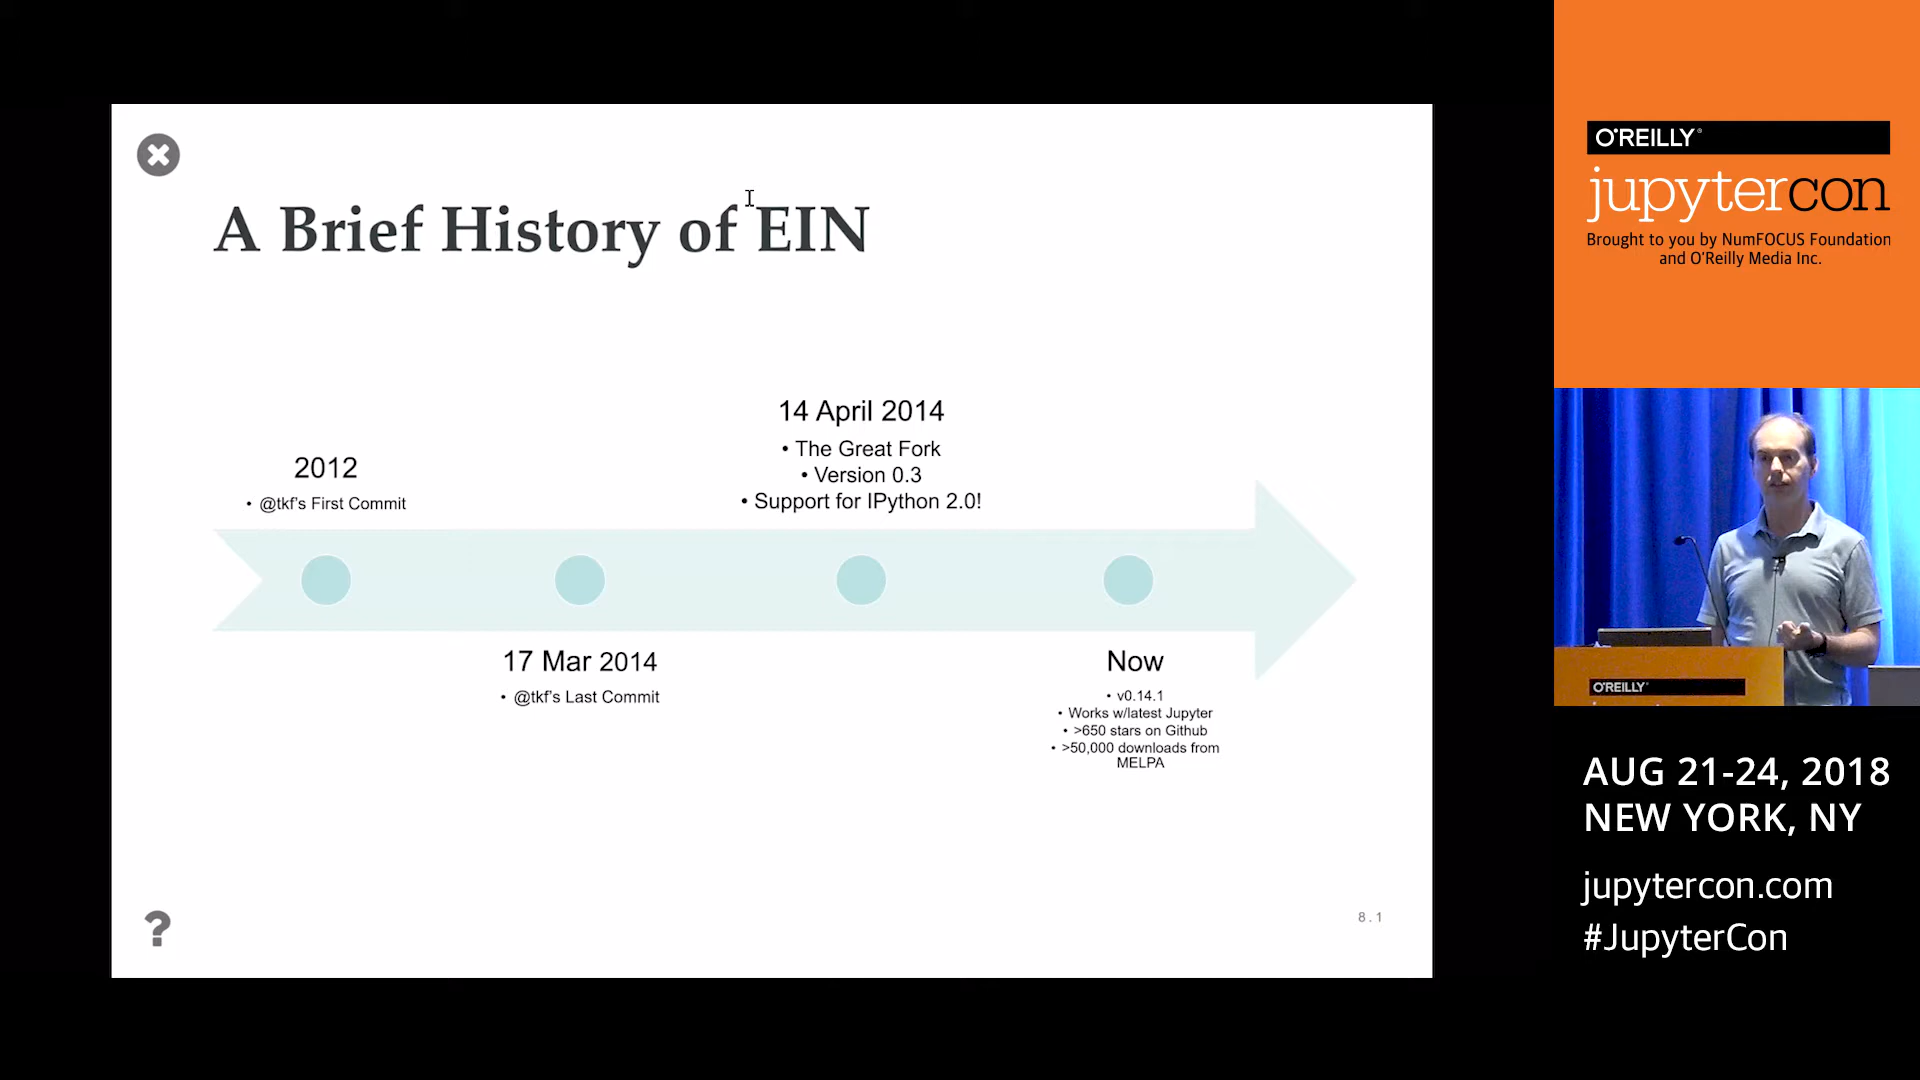 A Brief History of EIN
2012
• @tkf's First Commit
17 Mar 2014
• @tkf's Last Commit
14 April 2014
• The Great Fork
• Version 0.3
• Support for IPython 2.0!
Now
• v0.14.1
• Works w/latest Jupyter
• >650 stars on Github
• >50,000 downloads from
MELPA
8.1
?
O'REILLY®
jupytercon
Brought to you by NumFOCUS Foundation
and O'Reilly Media Inc.
O'REILLY®
AUG 21-24, 2018
NEW YORK, NY
jupytercon.com
#JupyterCon